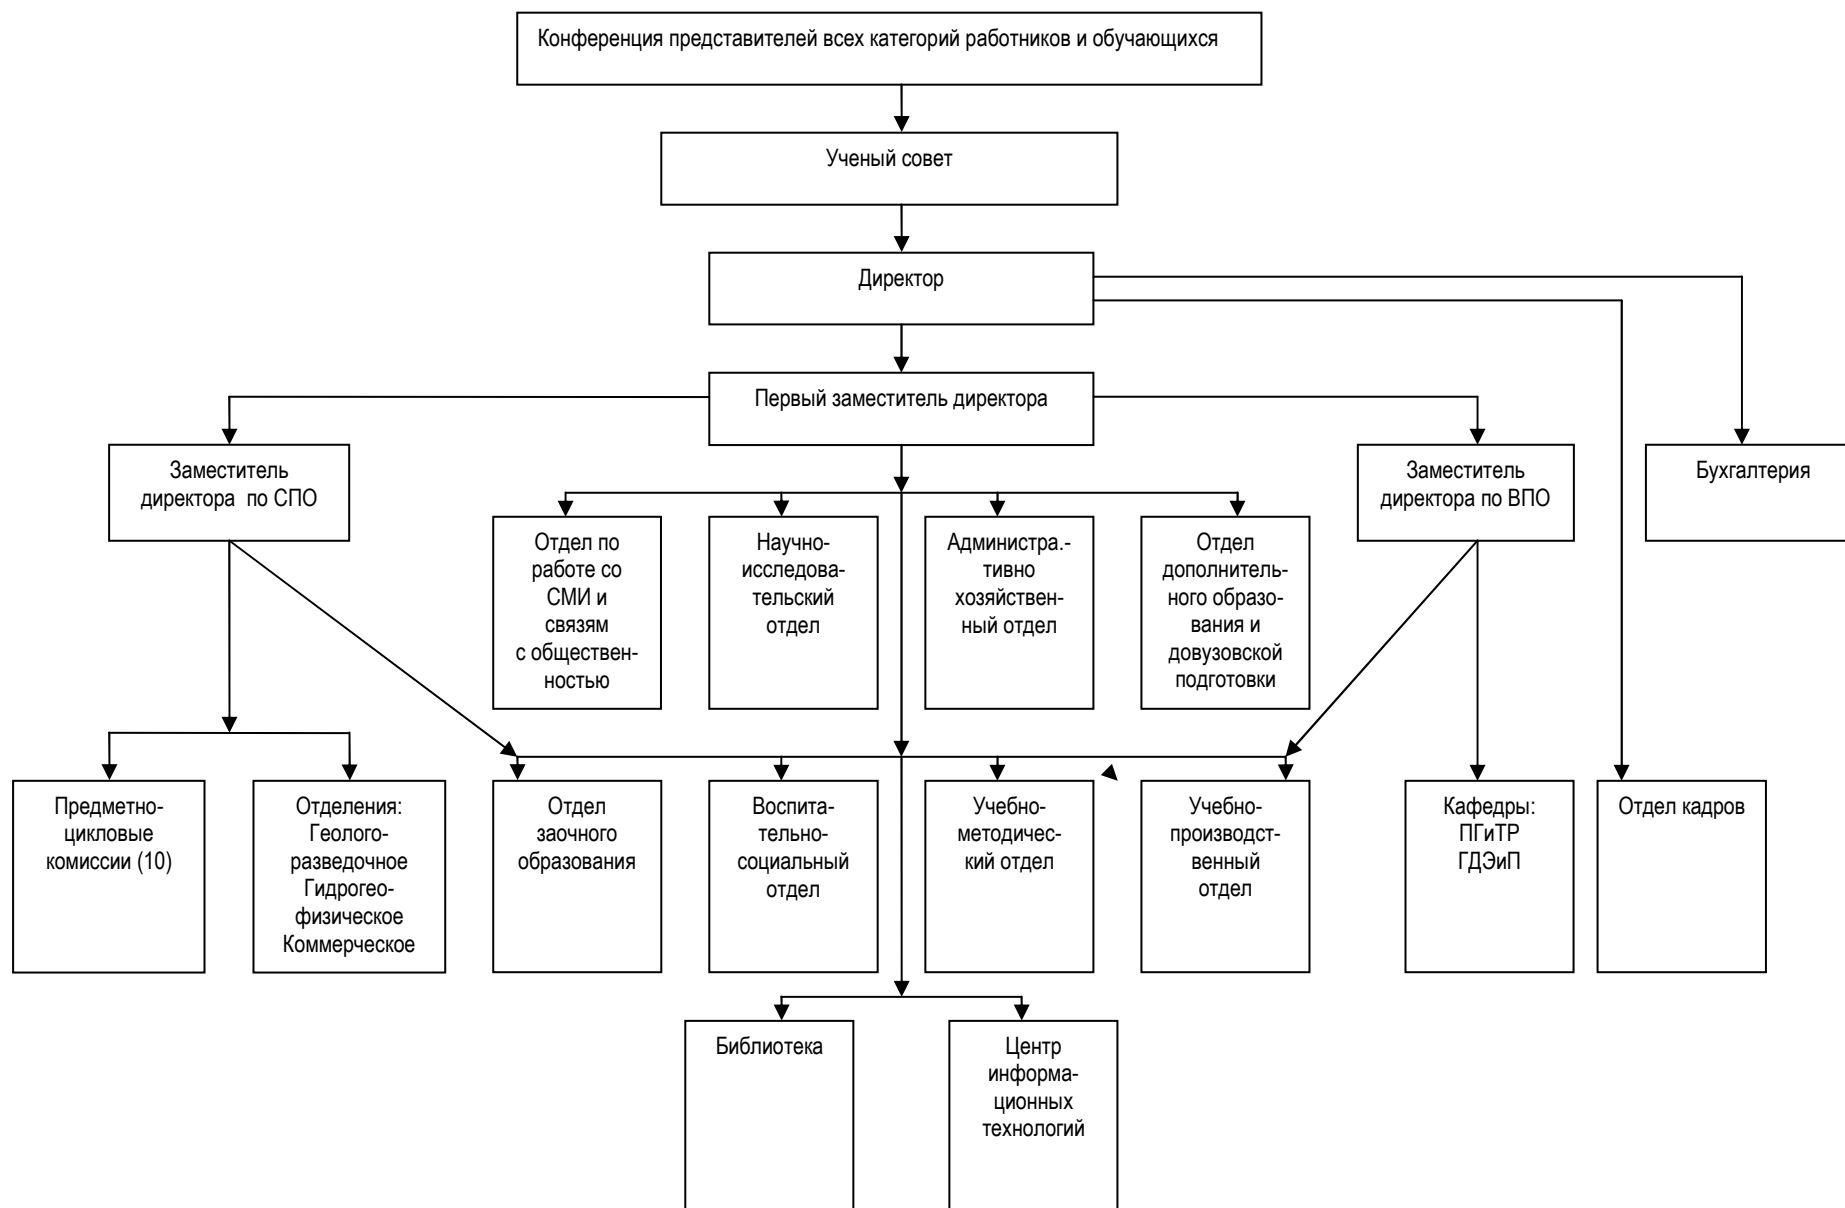 Конференция представителей всех категорий работников и обучающихся
Ученый совет
Директор
Первый заместитель директора
Заместитель
директора по СПО
Заместитель
директора по ВПО
Бухгалтерия
Отдел по
работе со
СМИ и
связям
с обществен-
ностью
Научно-
исследова-
тельский
отдел
Администра.-
тивно
хозяйствен-
ный отдел
Отдел
дополнитель-
ного образо-
вания и
довузовской
подготовки
Предметно-
цикловые
комиссии (10)
Отделения:
Геолого-
разведочное
Гидрогео-
физическое
Коммерческое
Отдел
заочного
образования
Воспита-
тельно-
социальный
отдел
Учебно-
методичес-
кий отдел
Учебно-
производст-
венный
отдел
Кафедры:
ПГиТР
ГДЭиП
Отдел кадров
Библиотека
Центр
информа-
ционных
технологий